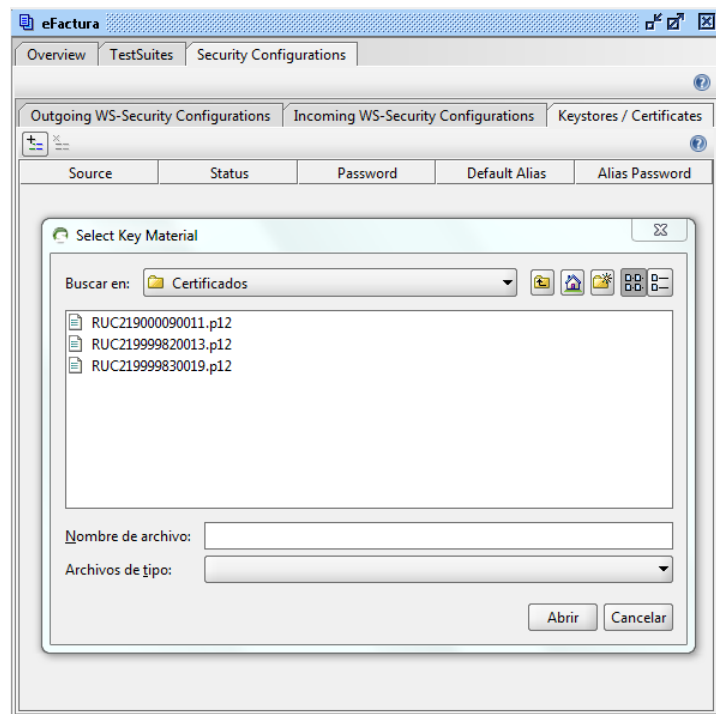 eFactura
Overview TestSuites Security Configurations
Outgoing WS-Security Configurations Incoming WS-Security Configurations Keystores / Certificates
Source Status Password Default Alias Alias Password
Select Key Material
Buscar en: Certificados
RUC219000090011.p12
RUC219999820013.p12
RUC219999830019.p12
Nombre de archivo:
Archivos de tipo:
Abrir Cancelar